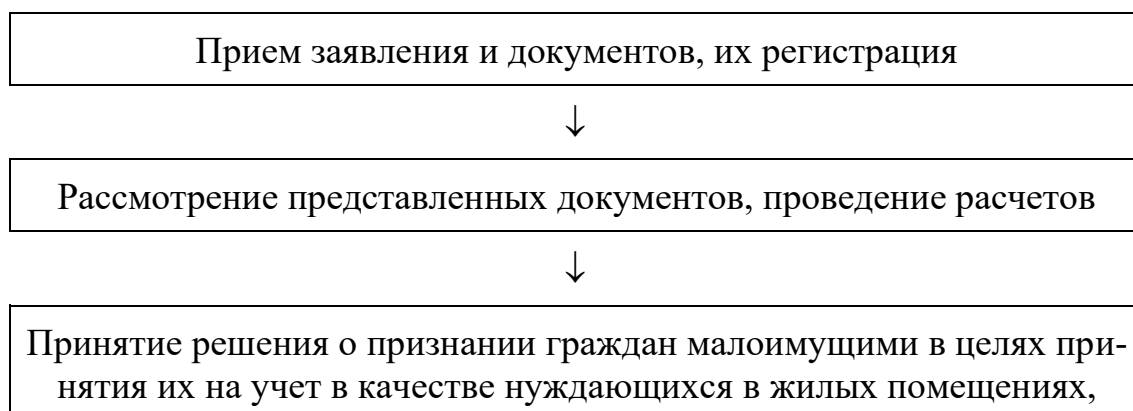 Прием заявления и документов, их регистрация
↓
Рассмотрение представленных документов, проведение расчетов
↓
Принятие решения о признании граждан малоимущими в целях при-
нятия их на учет в качестве нуждающихся в жилых помещениях,